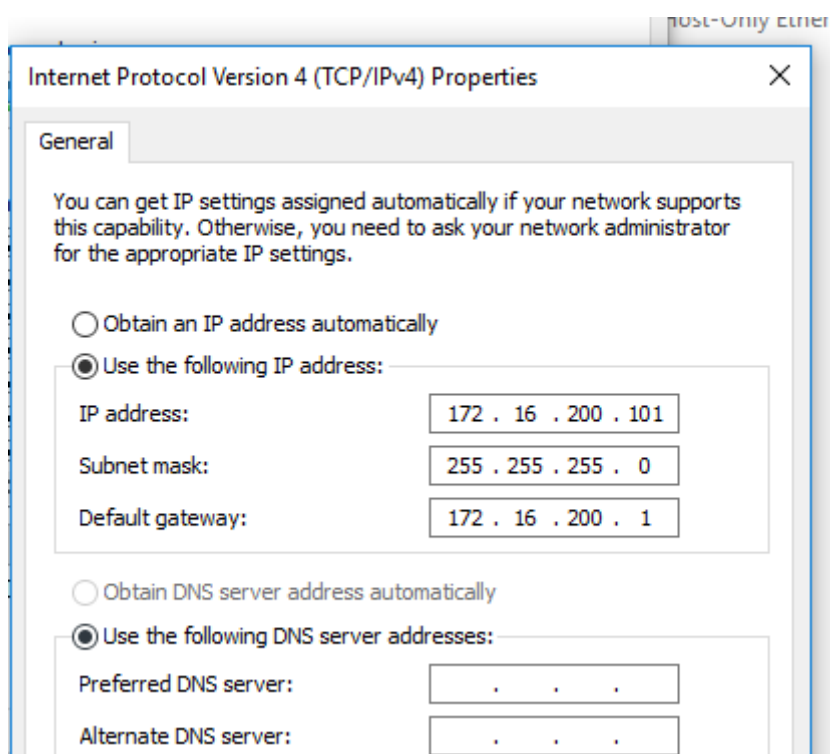 Host-Only Ether
Internet Protocol Version 4 (TCP/IPv4) Properties
General
You can get IP settings assigned automatically if your network supports
this capability. Otherwise, you need to ask your network administrator
for the appropriate IP settings.
Obtain an IP address automatically
Use the following IP address:
IP address: 172 . 16 . 200 . 101
Subnet mask: 255 . 255 . 255 . 0
Default gateway: 172 . 16 . 200 . 1
Obtain DNS server address automatically
Use the following DNS server addresses:
Preferred DNS server: . . .
Alternate DNS server: . . .